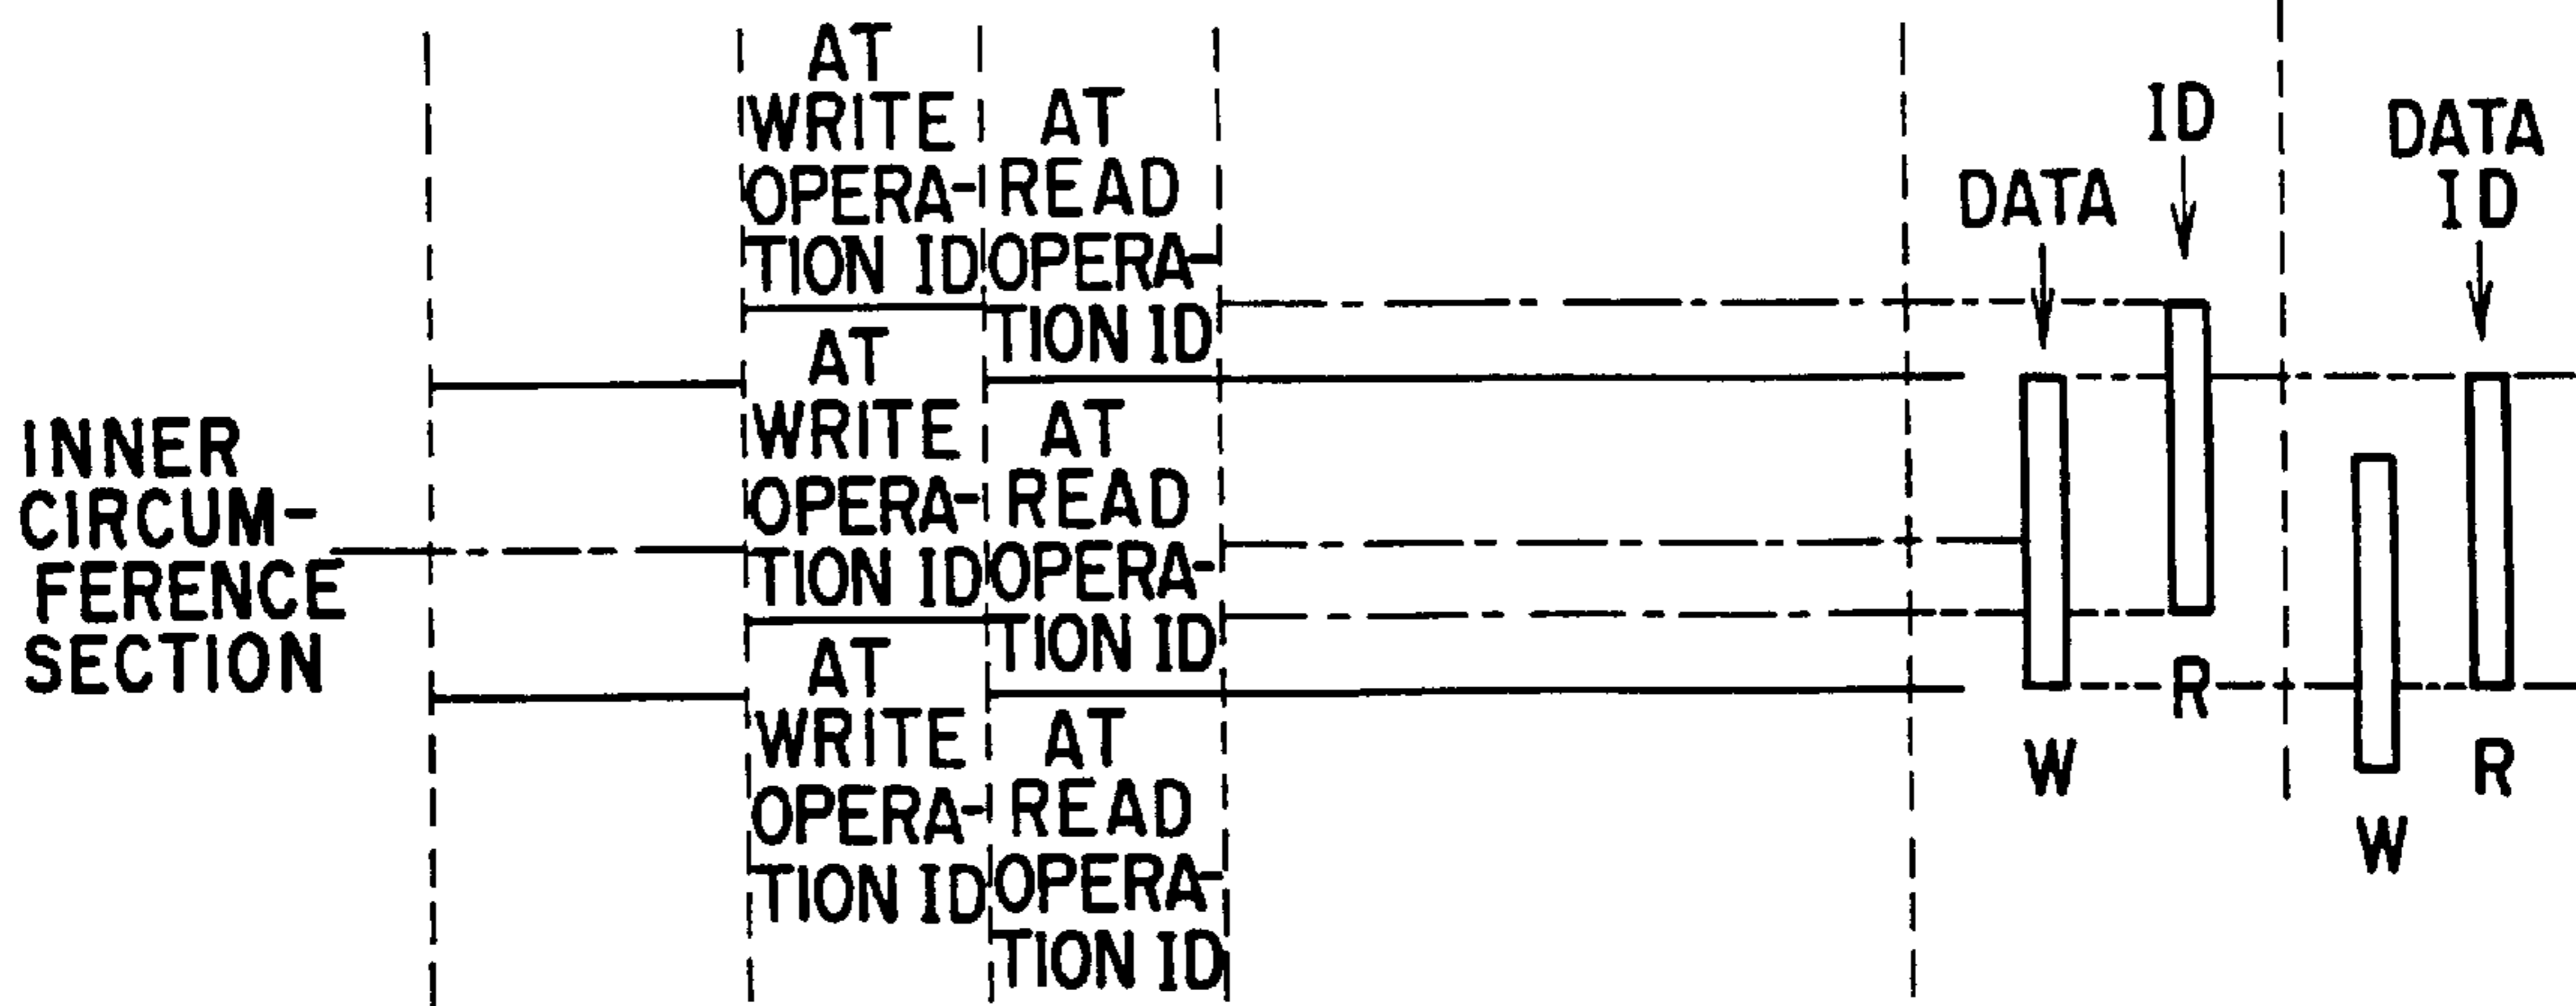 INNER
CIRCUM-
FERENCE
SECTION
AT
WRITE
OPERA-
TION ID
AT
WRITE
OPERA-
TION ID
AT
WRITE
OPERA-
TION ID
AT
READ
OPERA-
TION ID
AT
READ
OPERA-
TION ID
AT
READ
OPERA-
TION ID
DATA
W
ID
R
W
DATA
ID
R